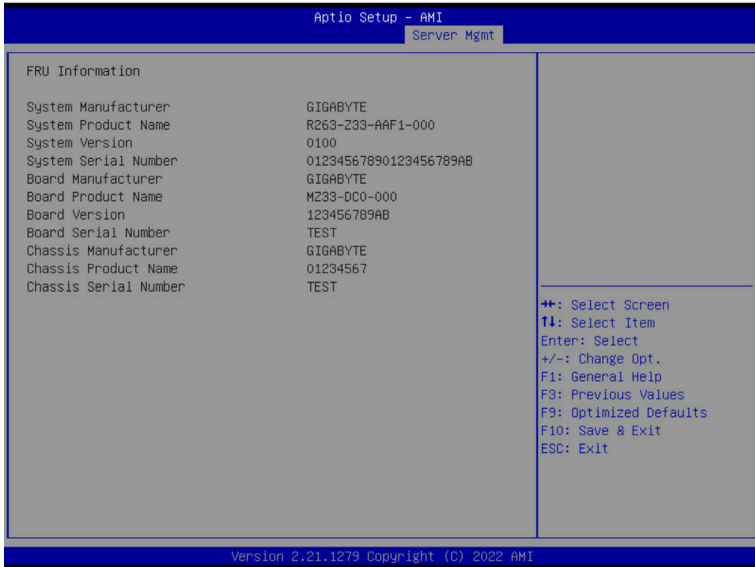 Aptio Setup – AMI
Server Mgmt
FRU Information
System Manufacturer GIGABYTE
System Product Name R263-Z33-AAF1-000
System Version 0100
System Serial Number 01234567890123456789AB
Board Manufacturer GIGABYTE
Board Product Name MZ33-DC0-000
Board Version 123456789AB
Board Serial Number TEST
Chassis Manufacturer GIGABYTE
Chassis Product Name 01234567
Chassis Serial Number TEST
→←: Select Screen
↑↓: Select Item
Enter: Select
+/-: Change Opt.
F1: General Help
F3: Previous Values
F9: Optimized Defaults
F10: Save & Exit
ESC: Exit
Version 2.21.1279 Copyright (C) 2022 AMI